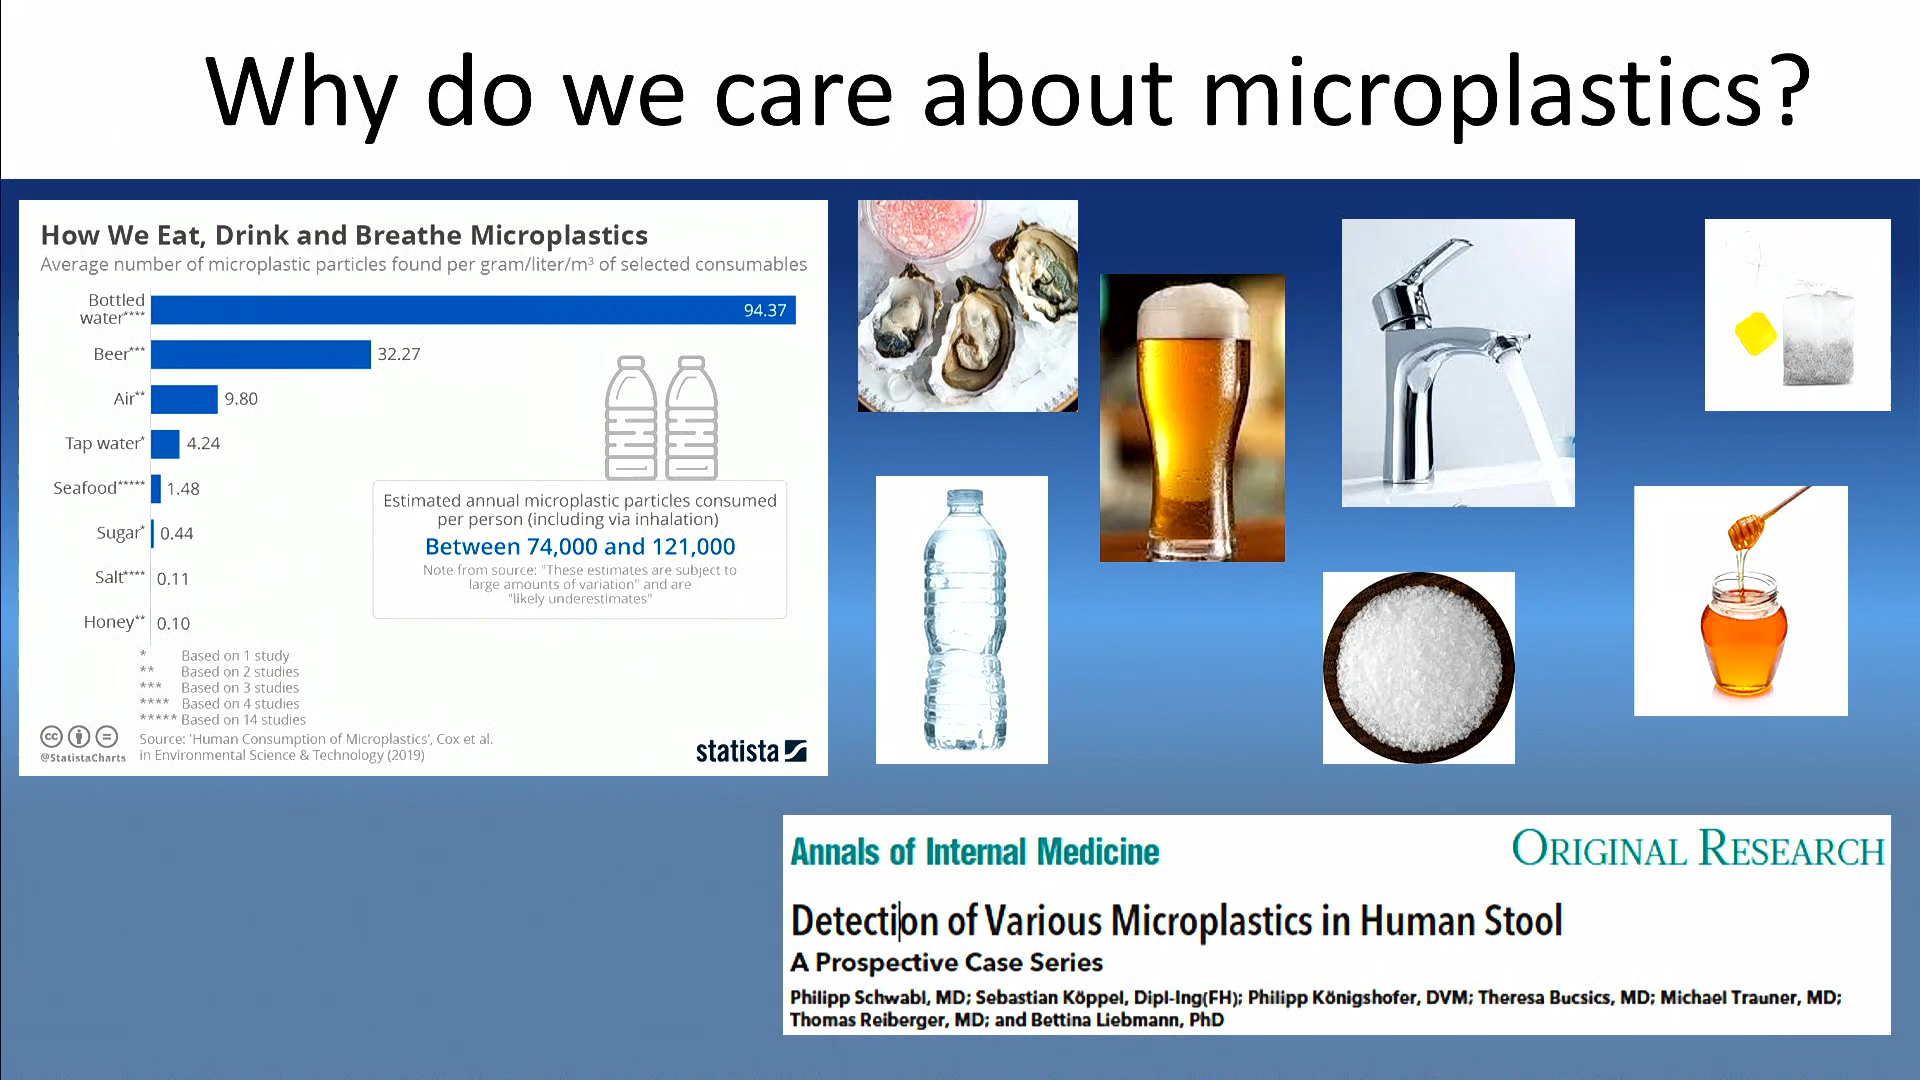 Why do we care about microplastics?
How We Eat, Drink and Breathe Microplastics
Average number of microplastic particles found per gram/liter/m³ of selected consumables
Bottled
water****
94.37
Beer***
32.27
Air**
9.80
Tap water*
4.24
Seafood*****
1.48
Sugar*
0.44
Salt****
0.11
Honey**
0.10
Estimated annual microplastic particles consumed
per person (including via inhalation)
Between 74,000 and 121,000
Note from source: "These estimates are subject to
large amounts of variation" and are
"likely underestimates"
* Based on 1 study
** Based on 2 studies
*** Based on 3 studies
**** Based on 4 studies
***** Based on 14 studies
cc
@StatistaCharts
Source: 'Human Consumption of Microplastics', Cox et al.
in Environmental Science & Technology (2019)
statista
Annals of Internal Medicine
ORIGINAL RESEARCH
Detection of Various Microplastics in Human Stool
A Prospective Case Series
Philipp Schwabl, MD; Sebastian Köppel, Dipl-Ing(FH); Philipp Königshofer, DVM; Theresa Bucsics, MD; Michael Trauner, MD;
Thomas Reiberger, MD; and Bettina Liebmann, PhD